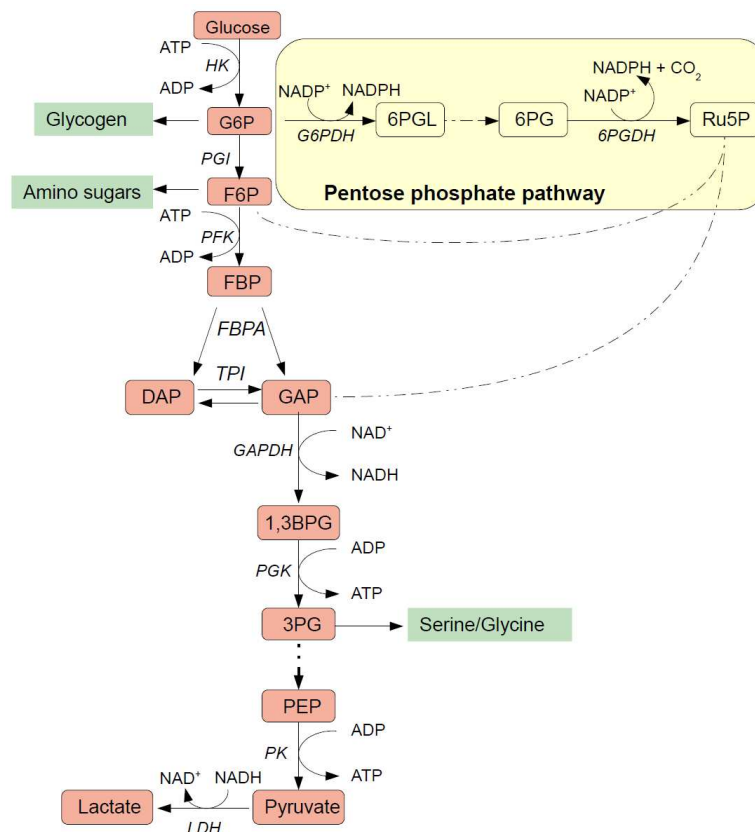 Glucose
ATP
HK
ADP
Glycogen
G6P
NADP⁺
NADPH
G6PDH
6PGL
6PG
NADPH + CO₂
NADP⁺
6PGDH
Ru5P
PGI
Pentose phosphate pathway
Amino sugars
F6P
ATP
PFK
ADP
FBP
FBPA
DAP
TPI
GAP
GAPDH
NAD⁺
NADH
1,3BPG
PGK
ADP
ATP
3PG
Serine/Glycine
PEP
PK
ADP
ATP
Lactate
NAD⁺
NADH
LDH
Pyruvate